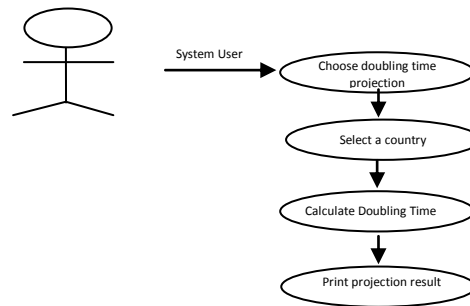 System User
Choose doubling time
projection
Select a country
Calculate Doubling Time
Print projection result